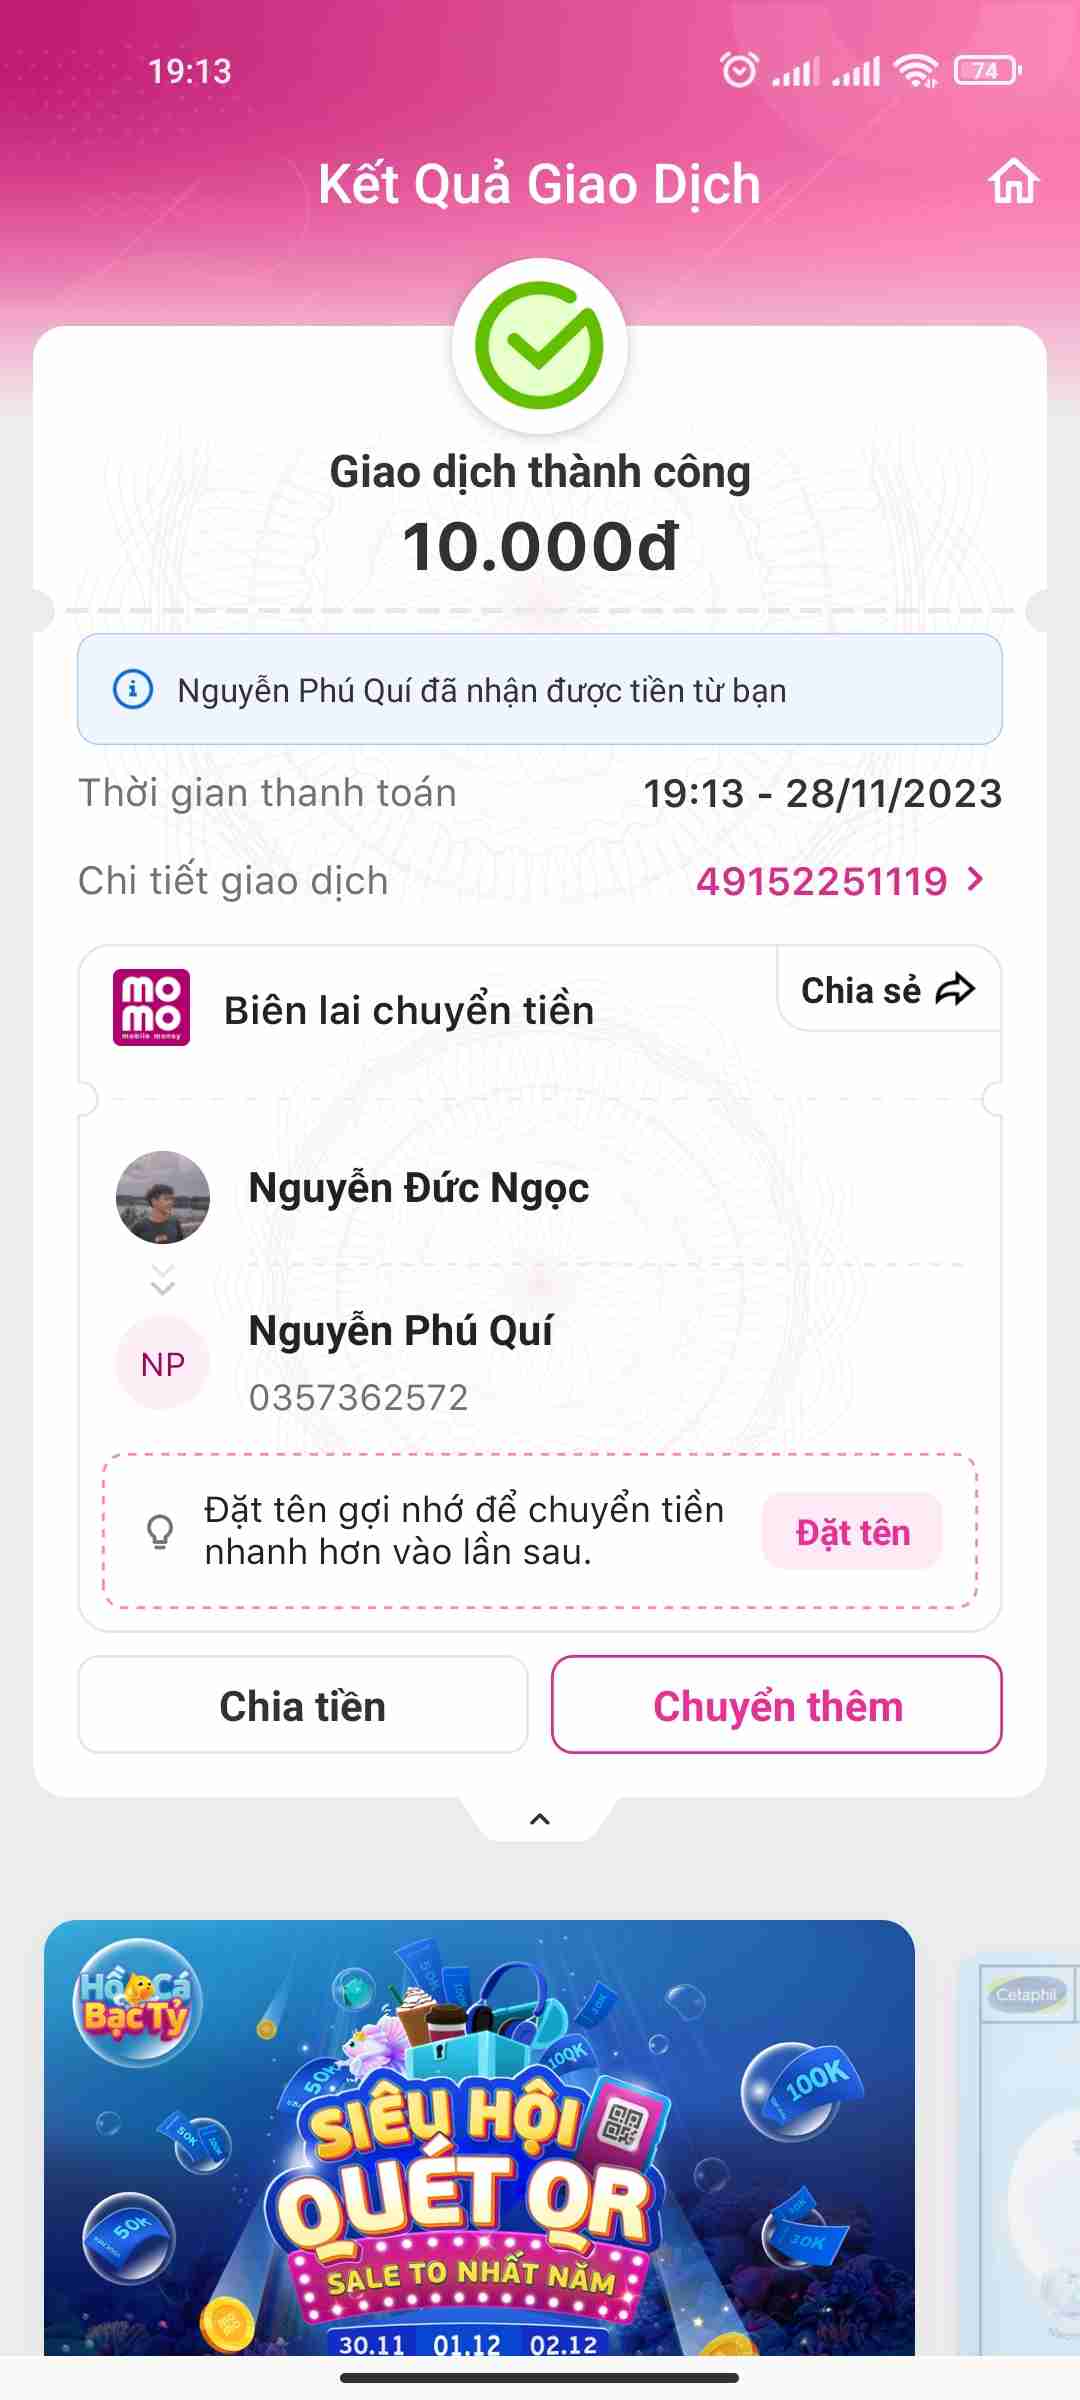 19:13
74
Kết Quả Giao Dịch
Giao dịch thành công
10.000đ
Nguyễn Phú Quí đã nhận được tiền từ bạn
Thời gian thanh toán 19:13 - 28/11/2023
Chi tiết giao dịch 49152251119 >
mo
mo
mobile money
Biên lai chuyển tiền
Chia sẻ
Nguyễn Đức Ngọc
NP
Nguyễn Phú Quí
0357362572
Đặt tên gợi nhớ để chuyển tiền
nhanh hơn vào lần sau.
Đặt tên
Chia tiền
Chuyển thêm
Hồ Cá
Bạc Tỷ
Cetaphil
50K
100K
50K
100K
50K
50K
30K
SIÊU HỘI
QUÉT QR
SALE TO NHẤT NĂM
30.11 01.12 02.12